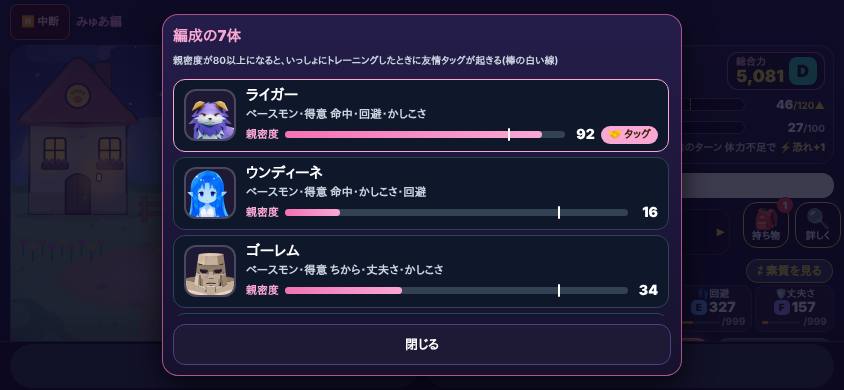 中断
みゅあ編
編成の7体
親密度が80以上になると、いっしょにトレーニングしたときに友情タッグが起きる(棒の白い線)
ライガー
ベースモン・得意 命中・回避・かしこさ
親密度 92 タッグ
ウンディーネ
ベースモン・得意 命中・かしこさ・回避
親密度 16
ゴーレム
ベースモン・得意 ちから・丈夫さ・かしこさ
親密度 34
閉じる
総合力
5,081 D
46/120▲
27/100
のターン 体力不足で ⚡恐れ+1
1
持ち物
詳しく
素質を見る
回避
E 327
/999
丈夫さ
F 157
/999